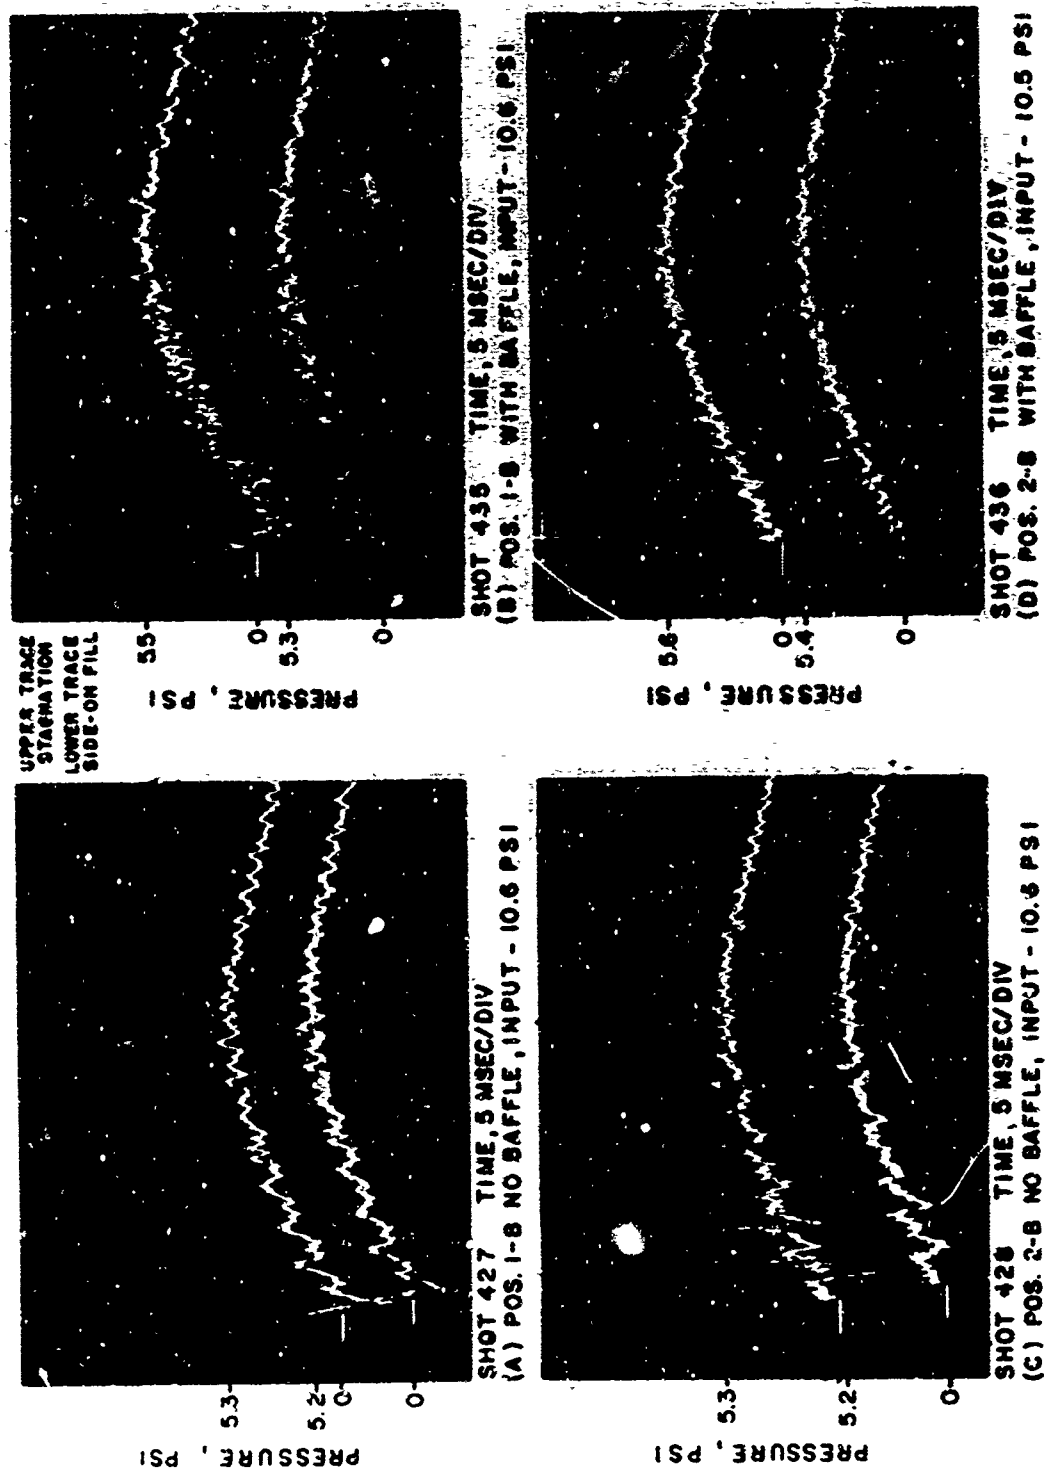 UPPER TRACE
STAGNATION
LOWER TRACE
SIDE-ON FILL
PRESSURE, PSI
5.3
5.2
0
0
SHOT 427 TIME, 5 MSEC/DIV
(A) POS. 1-B NO BAFFLE, INPUT - 10.6 PSI
PRESSURE, PSI
5.5
0
5.3
0
SHOT 435 TIME, 5 MSEC/DIV
(B) POS. 1-B WITH BAFFLE, INPUT - 10.6 PSI
PRESSURE, PSI
5.3
5.2
0
SHOT 428 TIME, 5 MSEC/DIV
(C) POS. 2-B NO BAFFLE, INPUT - 10.6 PSI
PRESSURE, PSI
5.6
0
5.4
0
SHOT 436 TIME, 5 MSEC/DIV
(D) POS. 2-B WITH BAFFLE, INPUT - 10.5 PSI